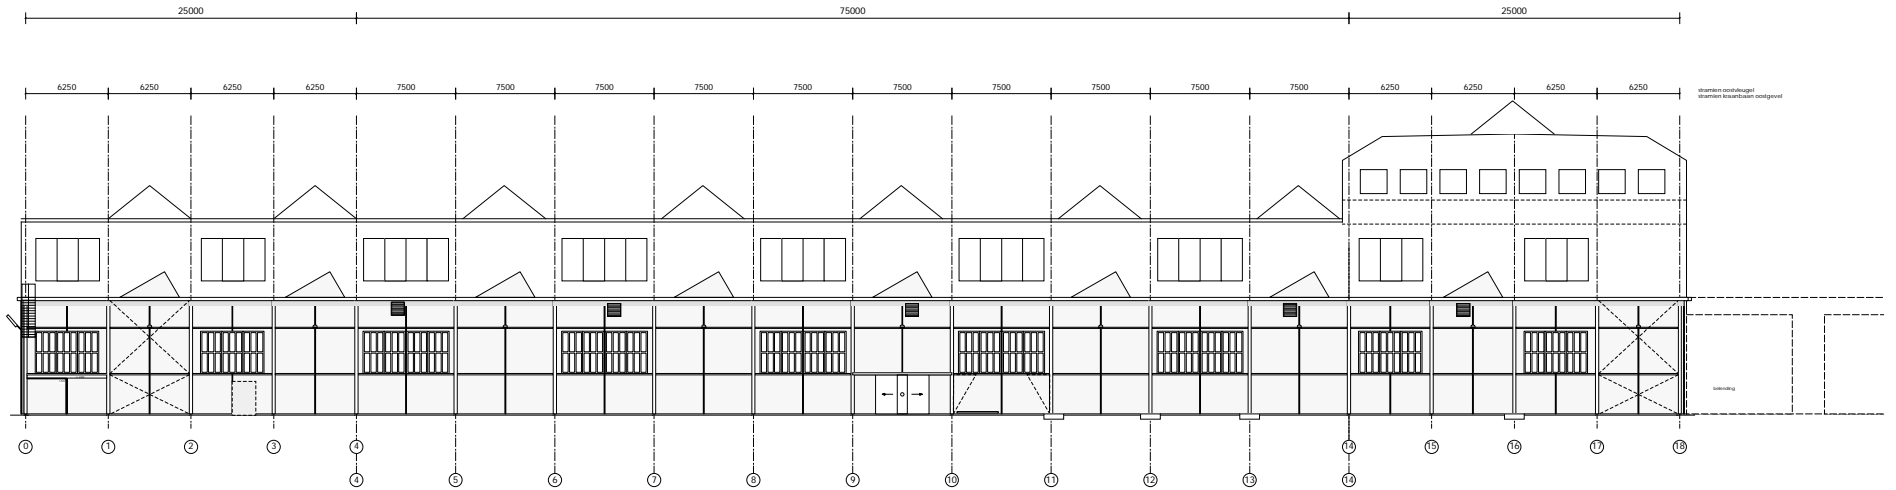 25000 75000 25000
6250 6250 6250 6250 7500 7500 7500 7500 7500 7500 7500 7500 7500 7500 6250 6250 6250 6250
stramien oostvleugel
stramien kraanbaan oostgevel
belending
0 1 2 3 4 14 15 16 17 18
4 5 6 7 8 9 10 11 12 13 14